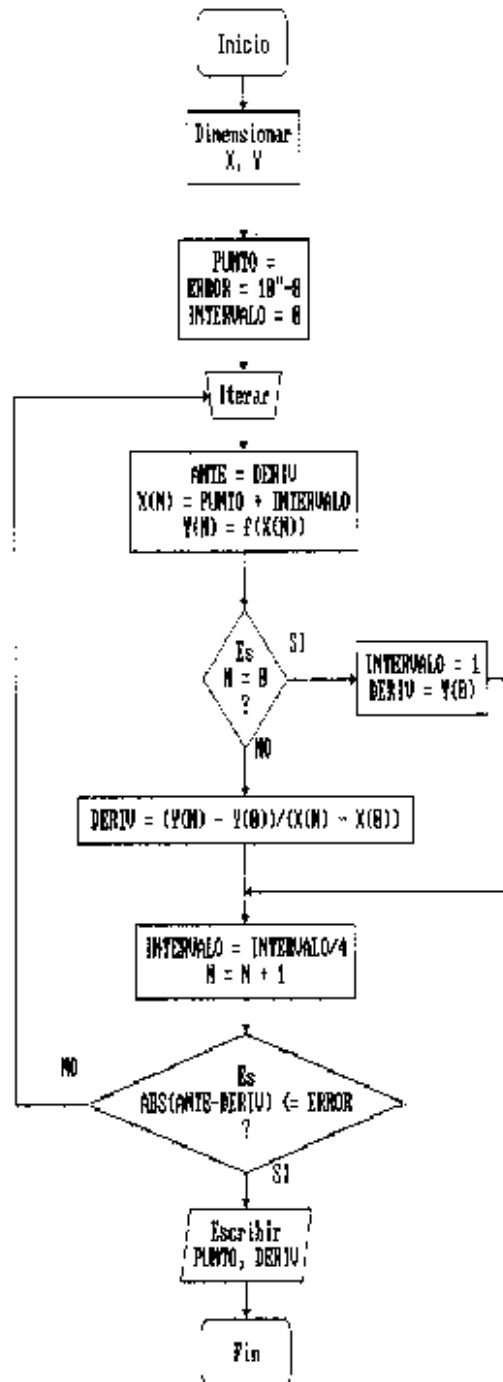 Inicio
Dimensionar
X, Y
PUNTO =
ERROR = 10^-8
INTERVALO = 0
Iterar
ANTE = DERIV
X(N) = PUNTO + INTERVALO
Y(N) = f(X(N))
Es
N = 0
?
SI
INTERVALO = 1
DERIV = Y(0)
NO
DERIV = (Y(N) - Y(0))/(X(N) - X(0))
INTERVALO = INTERVALO/4
N = N + 1
NO
Es
ABS(ANTE-DERIV) <= ERROR
?
SI
Escribir
PUNTO, DERIV
Fin